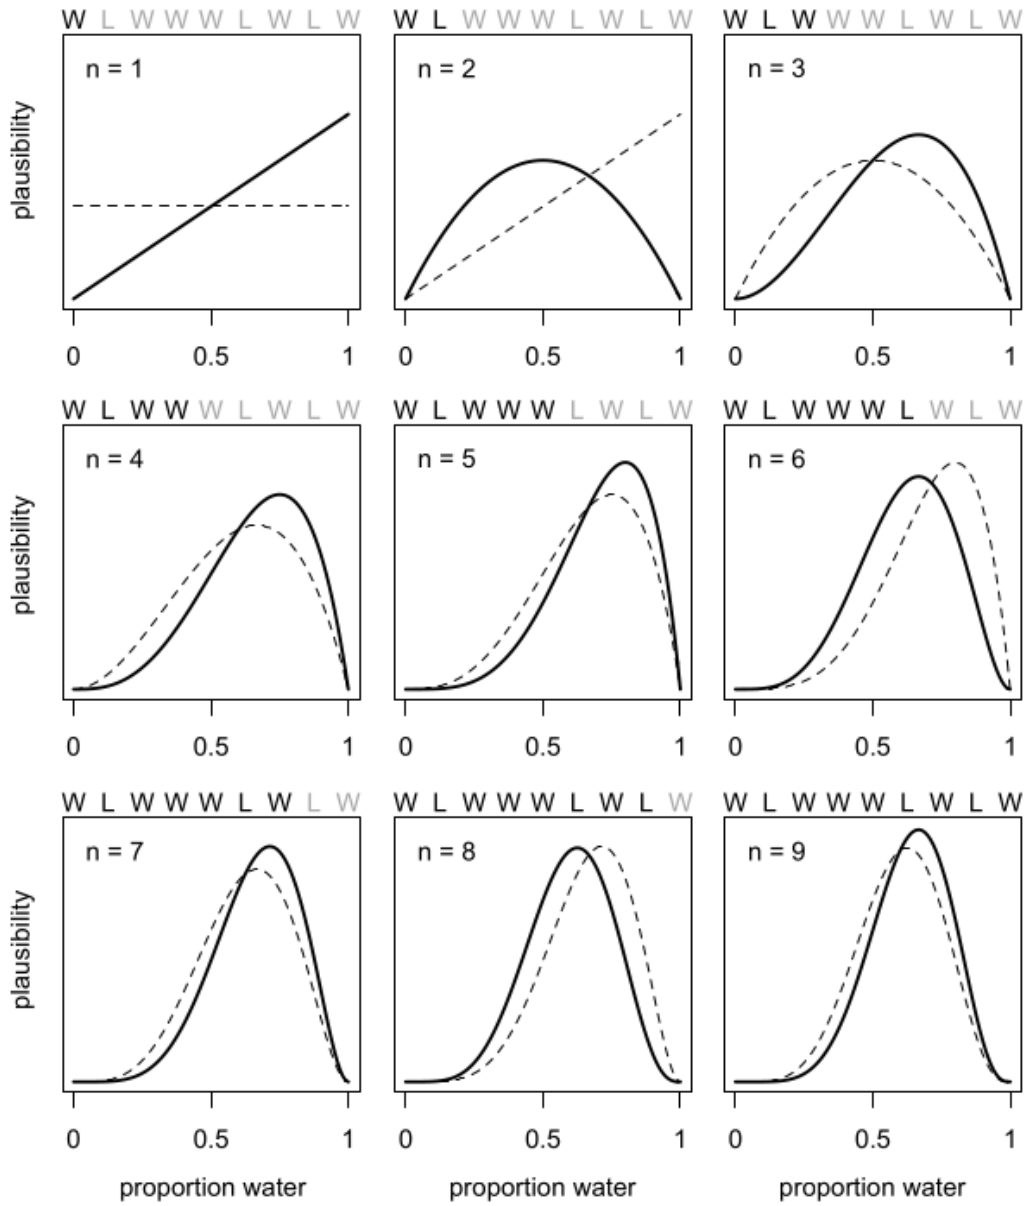 W L W W W L W L W
W L W W W L W L W
W L W W W L W L W
n = 1
n = 2
n = 3
plausibility
0 0.5 1
0 0.5 1
0 0.5 1
W L W W W L W L W
W L W W W L W L W
W L W W W L W L W
n = 4
n = 5
n = 6
plausibility
0 0.5 1
0 0.5 1
0 0.5 1
W L W W W L W L W
W L W W W L W L W
W L W W W L W L W
n = 7
n = 8
n = 9
plausibility
0 0.5 1
0 0.5 1
0 0.5 1
proportion water
proportion water
proportion water